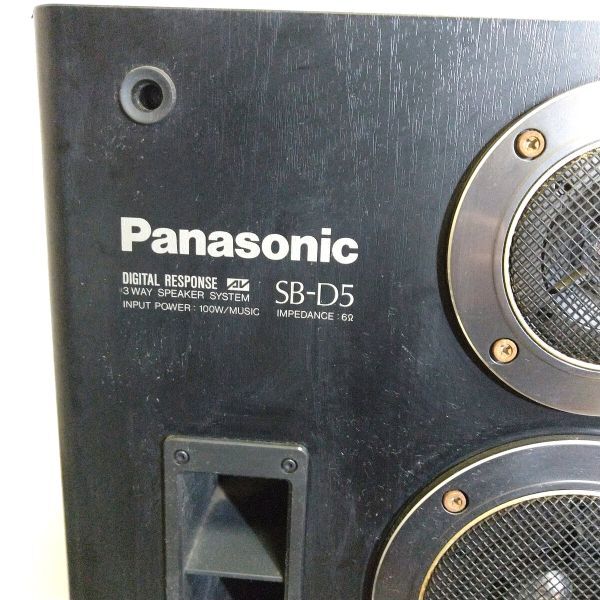 Panasonic
DIGITAL RESPONSE AV SB-D5
3 WAY SPEAKER SYSTEM
INPUT POWER : 100W/MUSIC IMPEDANCE : 6Ω